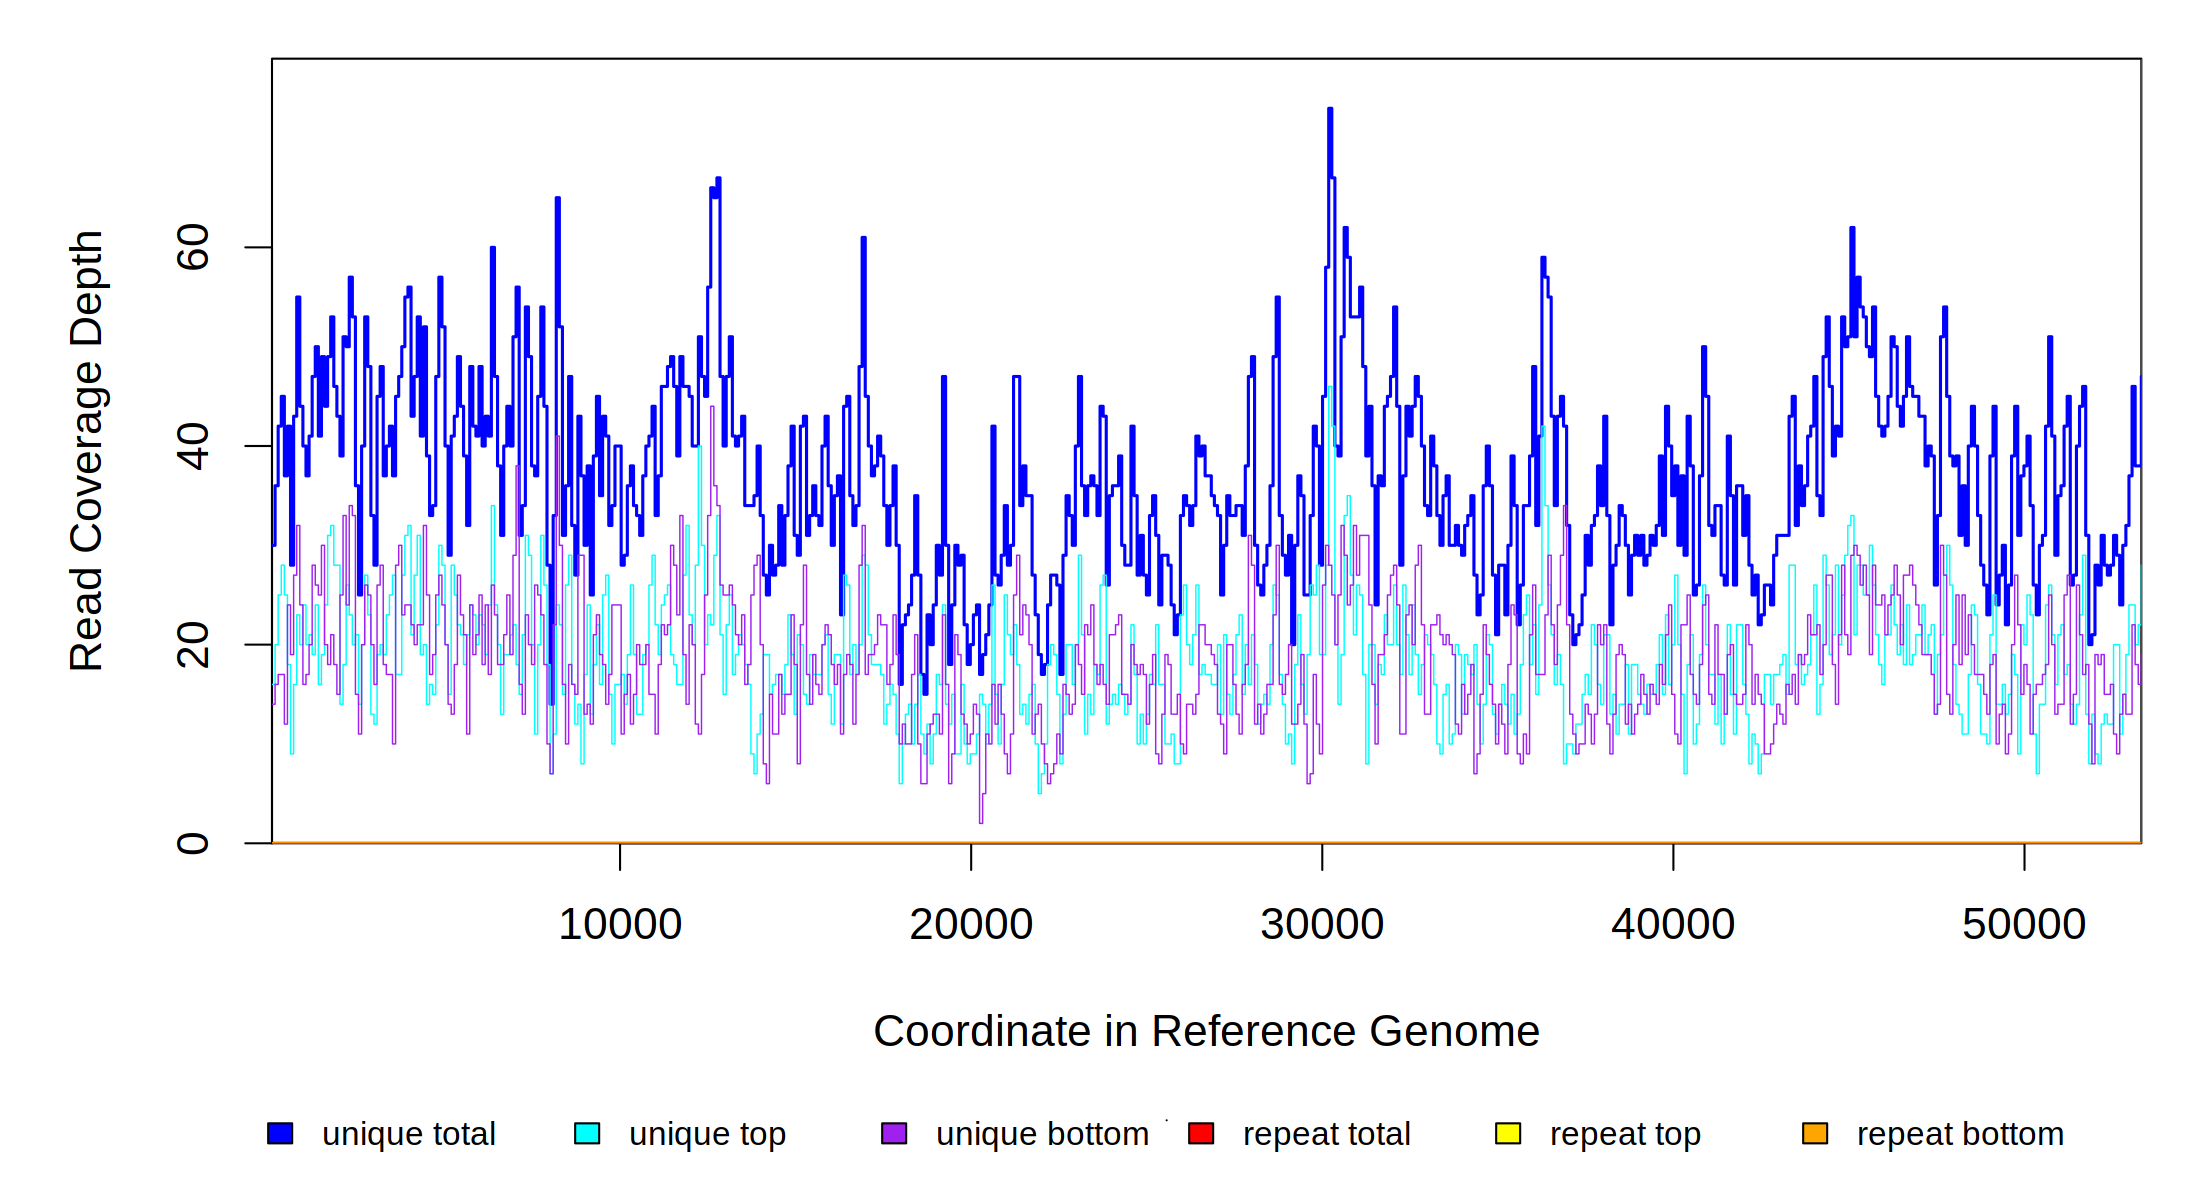 Read Coverage Depth
60
40
20
0
10000 20000 30000 40000 50000
Coordinate in Reference Genome
unique total unique top unique bottom repeat total repeat top repeat bottom